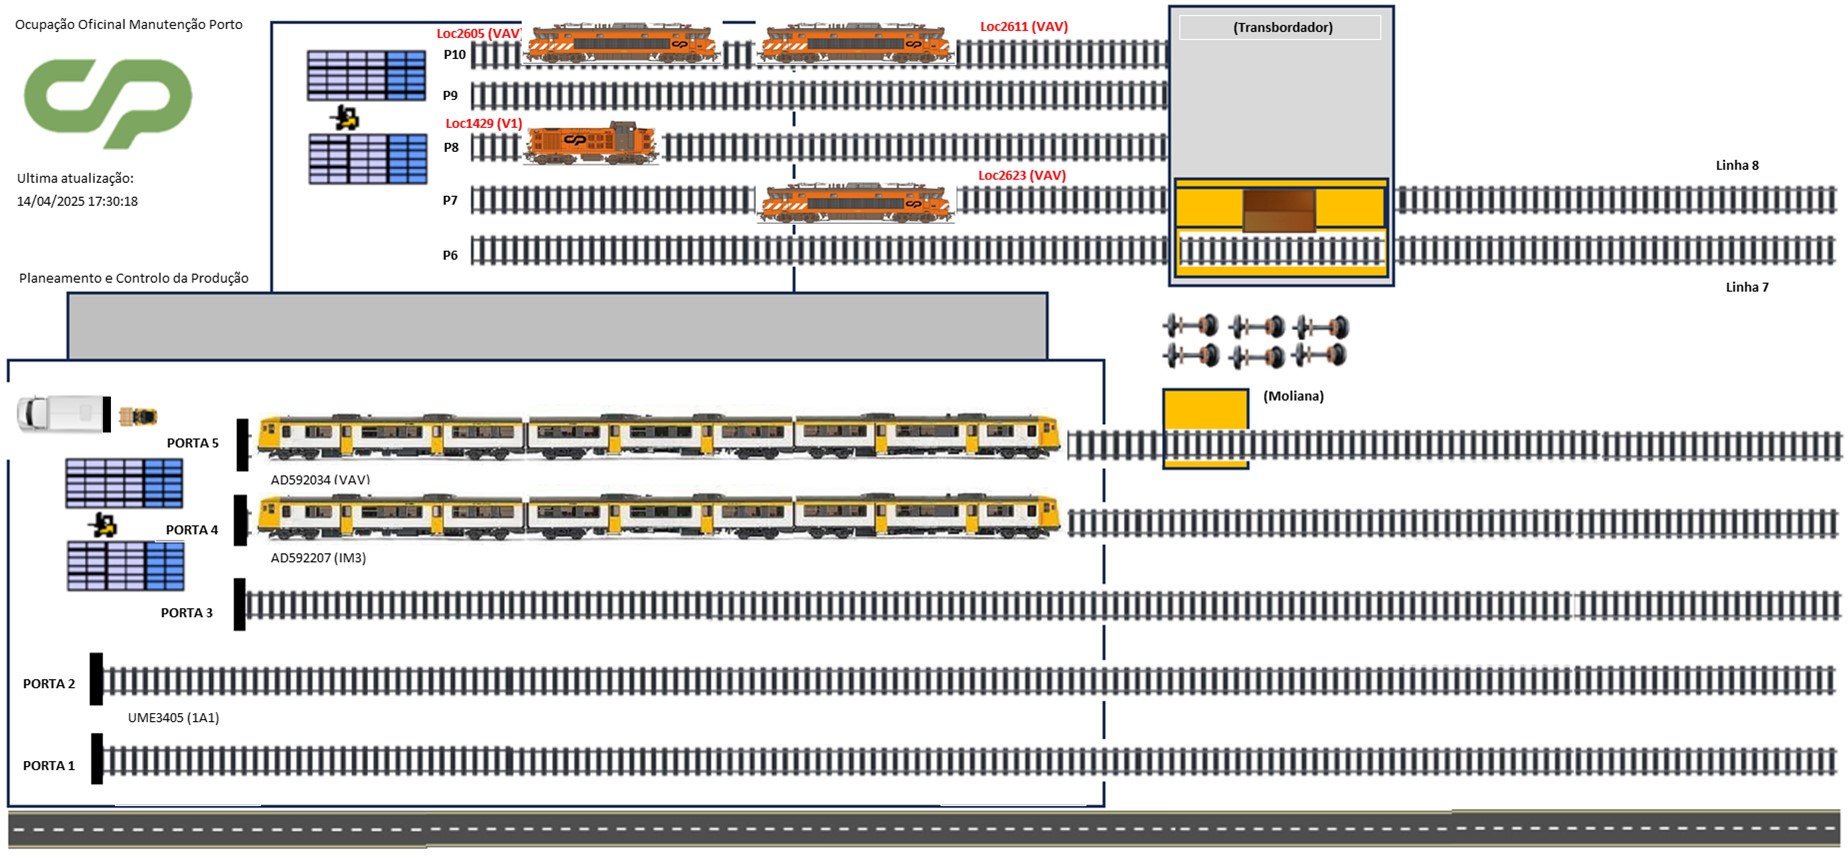 Ocupação Oficinal Manutenção Porto
Loc2605 (VAV)
Loc2611 (VAV)
(Transbordador)
P10
P9
Loc1429 (V1)
P8
Linha 8
Ultima atualização:
14/04/2025 17:30:18
Loc2623 (VAV)
P7
P6
Planeamento e Controlo da Produção
Linha 7
(Moliana)
PORTA 5
AD592034 (VAV)
PORTA 4
AD592207 (IM3)
PORTA 3
PORTA 2
UME3405 (1A1)
PORTA 1